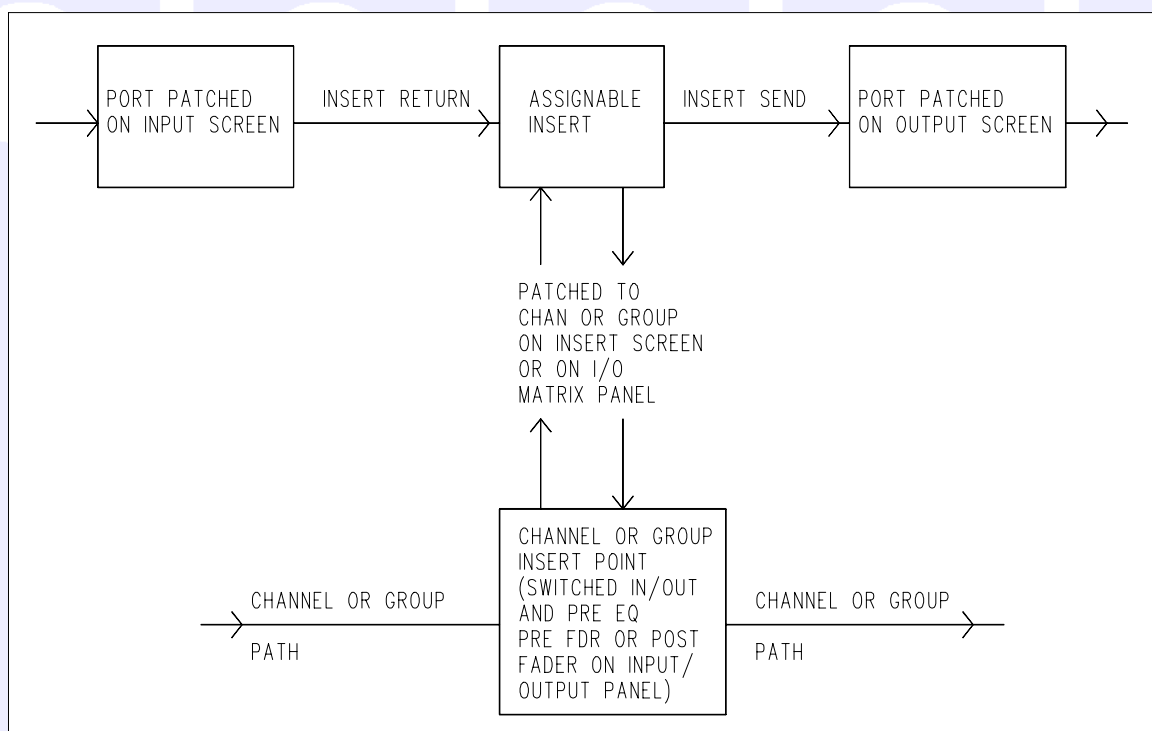 PORT PATCHED
ON INPUT SCREEN
INSERT RETURN
ASSIGNABLE
INSERT
INSERT SEND
PORT PATCHED
ON OUTPUT SCREEN
PATCHED TO
CHAN OR GROUP
ON INSERT SCREEN
OR ON I/O
MATRIX PANEL
CHANNEL OR GROUP
PATH
CHANNEL OR GROUP
INSERT POINT
(SWITCHED IN/OUT
AND PRE EQ
PRE FDR OR POST
FADER ON INPUT/
OUTPUT PANEL)
CHANNEL OR GROUP
PATH